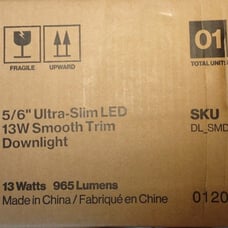 01
FRAGILE UPWARD TOTAL UNITS
5/6" Ultra-Slim LED
13W Smooth Trim
Downlight
SKU
DL_SMD
13 Watts 965 Lumens
Made in China / Fabriqué en Chine
0120